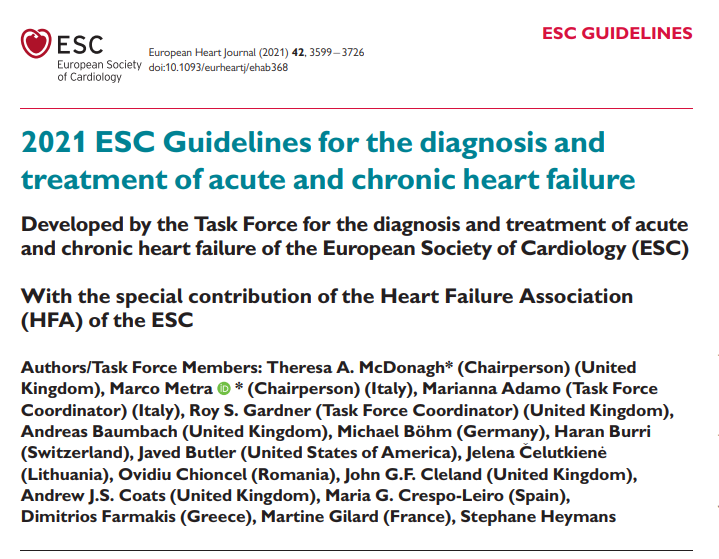 ESC
European Society
of Cardiology
European Heart Journal (2021) 42, 3599–3726
doi:10.1093/eurheartj/ehab368
ESC GUIDELINES
2021 ESC Guidelines for the diagnosis and
treatment of acute and chronic heart failure
Developed by the Task Force for the diagnosis and treatment of acute
and chronic heart failure of the European Society of Cardiology (ESC)
With the special contribution of the Heart Failure Association
(HFA) of the ESC
Authors/Task Force Members: Theresa A. McDonagh* (Chairperson) (United
Kingdom), Marco Metra iD * (Chairperson) (Italy), Marianna Adamo (Task Force
Coordinator) (Italy), Roy S. Gardner (Task Force Coordinator) (United Kingdom),
Andreas Baumbach (United Kingdom), Michael Böhm (Germany), Haran Burri
(Switzerland), Javed Butler (United States of America), Jelena Čelutkienė
(Lithuania), Ovidiu Chioncel (Romania), John G.F. Cleland (United Kingdom),
Andrew J.S. Coats (United Kingdom), Maria G. Crespo-Leiro (Spain),
Dimitrios Farmakis (Greece), Martine Gilard (France), Stephane Heymans